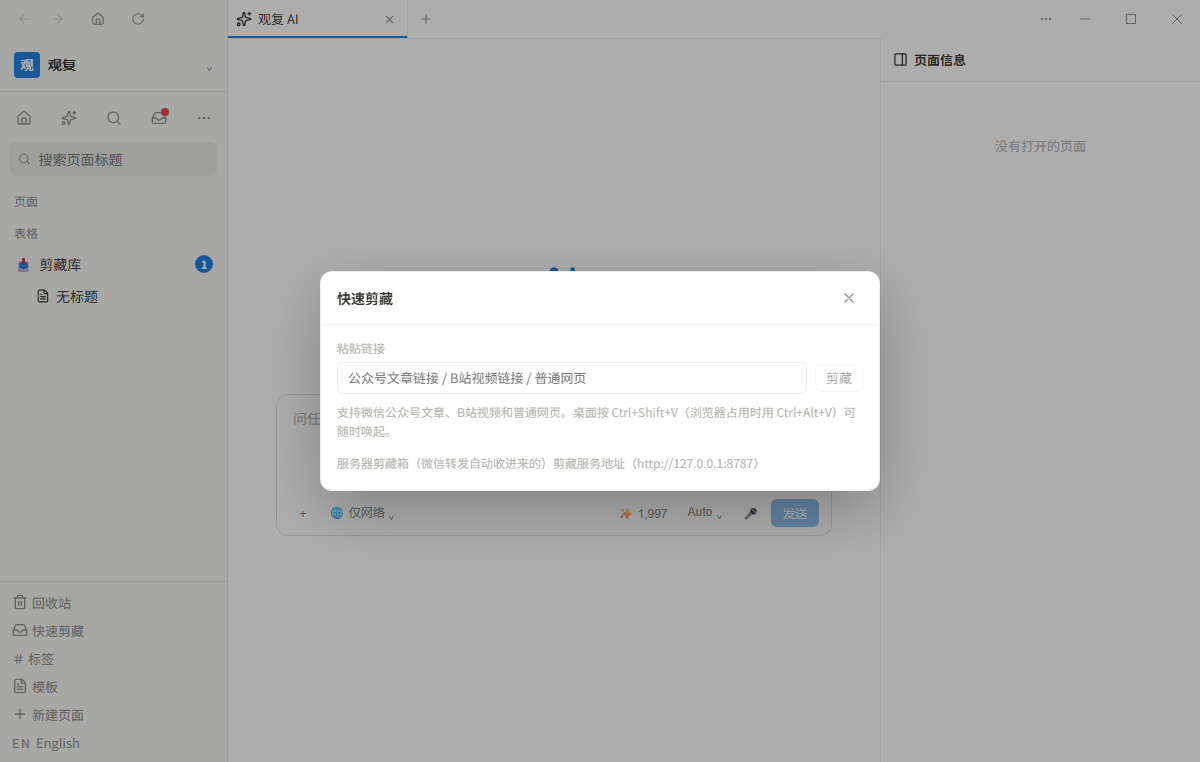 观复 AI
观 观复
搜索页面标题
页面
表格
剪藏库 1
无标题
回收站
快速剪藏
# 标签
模板
新建页面
EN English
页面信息
没有打开的页面
快速剪藏
粘贴链接
公众号文章链接 / B站视频链接 / 普通网页
剪藏
支持微信公众号文章、B站视频和普通网页。桌面按 Ctrl+Shift+V（浏览器占用时用 Ctrl+Alt+V）可
随时唤起。
服务器剪藏箱（微信转发自动收进来的）剪藏服务地址（http://127.0.0.1:8787）
问任
+ 仅网络 1,997 Auto 发送